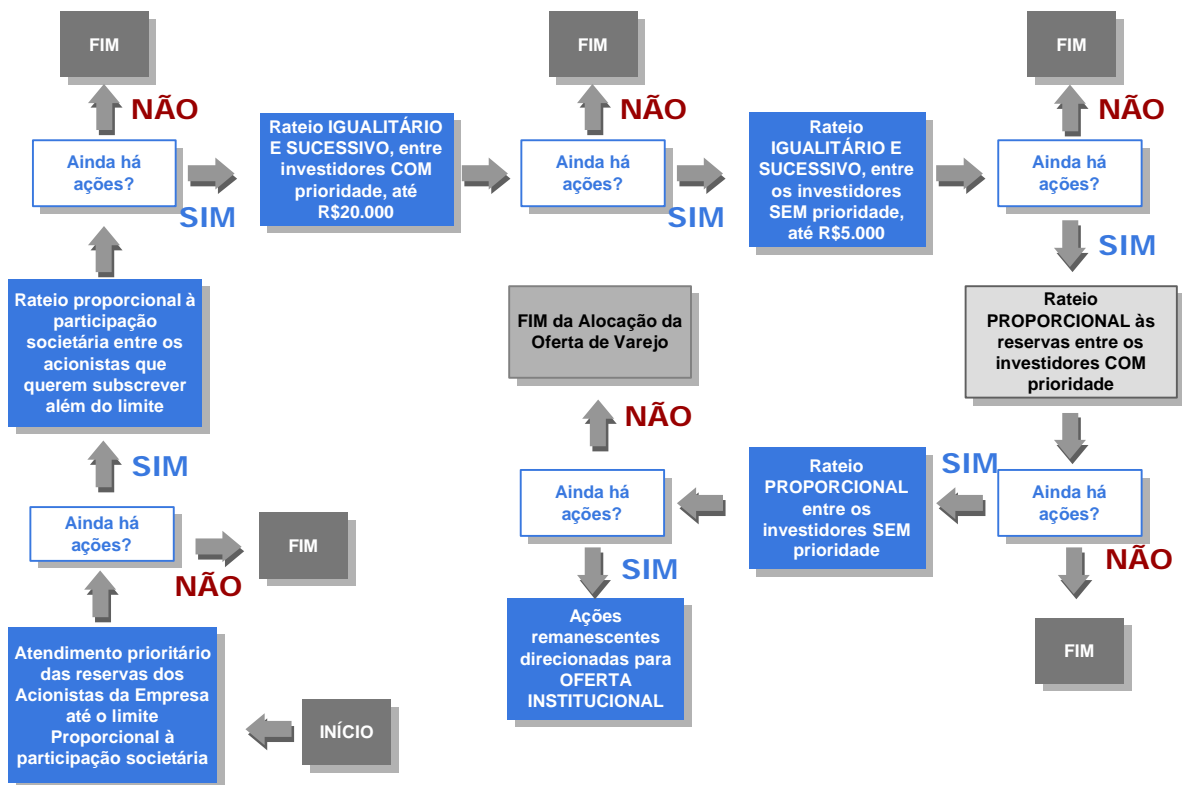 FIM
NÃO
Ainda há
ações?
SIM
Rateio IGUALITÁRIO
E SUCESSIVO, entre
investidores COM
prioridade, até
R$20.000
FIM
NÃO
Ainda há
ações?
SIM
Rateio
IGUALITÁRIO E
SUCESSIVO, entre
os investidores
SEM prioridade,
até R$5.000
FIM
NÃO
Ainda há
ações?
SIM
Rateio proporcional à
participação
societária entre os
acionistas que
querem subscrever
além do limite
FIM da Alocação da
Oferta de Varejo
Rateio
PROPORCIONAL às
reservas entre os
investidores COM
prioridade
SIM
NÃO
Ainda há
ações?
NÃO
FIM
Ainda há
ações?
SIM
Rateio
PROPORCIONAL
entre os
investidores SEM
prioridade
SIM
Ainda há
ações?
NÃO
Atendimento prioritário
das reservas dos
Acionistas da Empresa
até o limite
Proporcional à
participação societária
INÍCIO
Ações
remanescentes
direcionadas para
OFERTA
INSTITUCIONAL
FIM